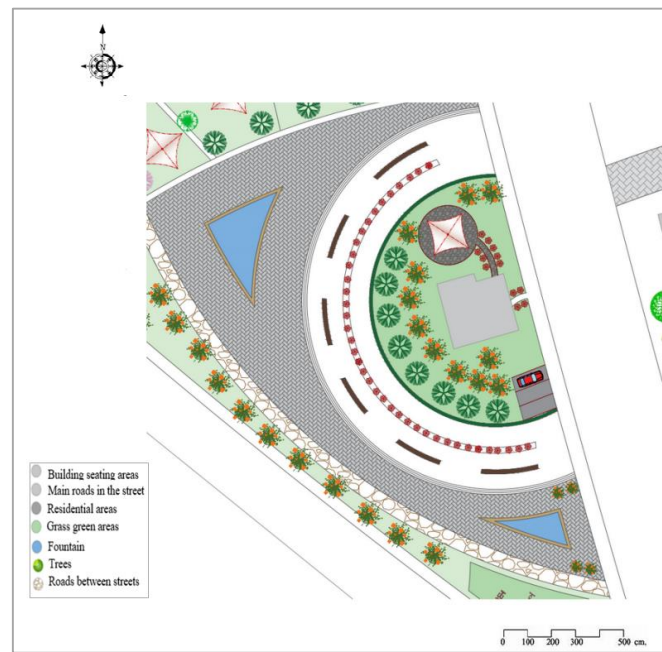 N
Building seating areas
Main roads in the street
Residential areas
Grass green areas
Fountain
Trees
Roads between streets
0 100 200 300 500 cm.